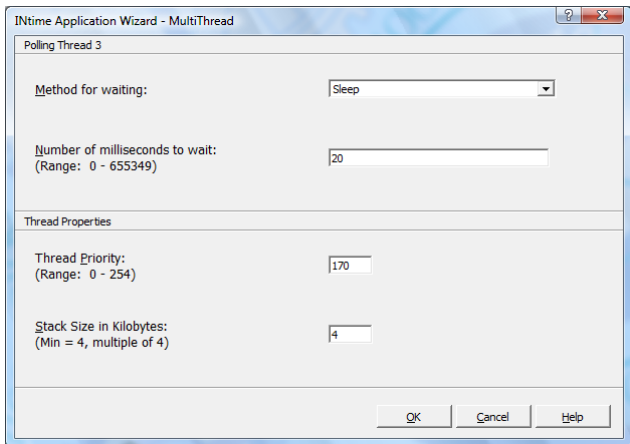 INtime Application Wizard - MultiThread
Polling Thread 3
Method for waiting:
Sleep
Number of milliseconds to wait:
(Range: 0 - 655349)
20
Thread Properties
Thread Priority:
(Range: 0 - 254)
170
Stack Size in Kilobytes:
(Min = 4, multiple of 4)
4
OK
Cancel
Help